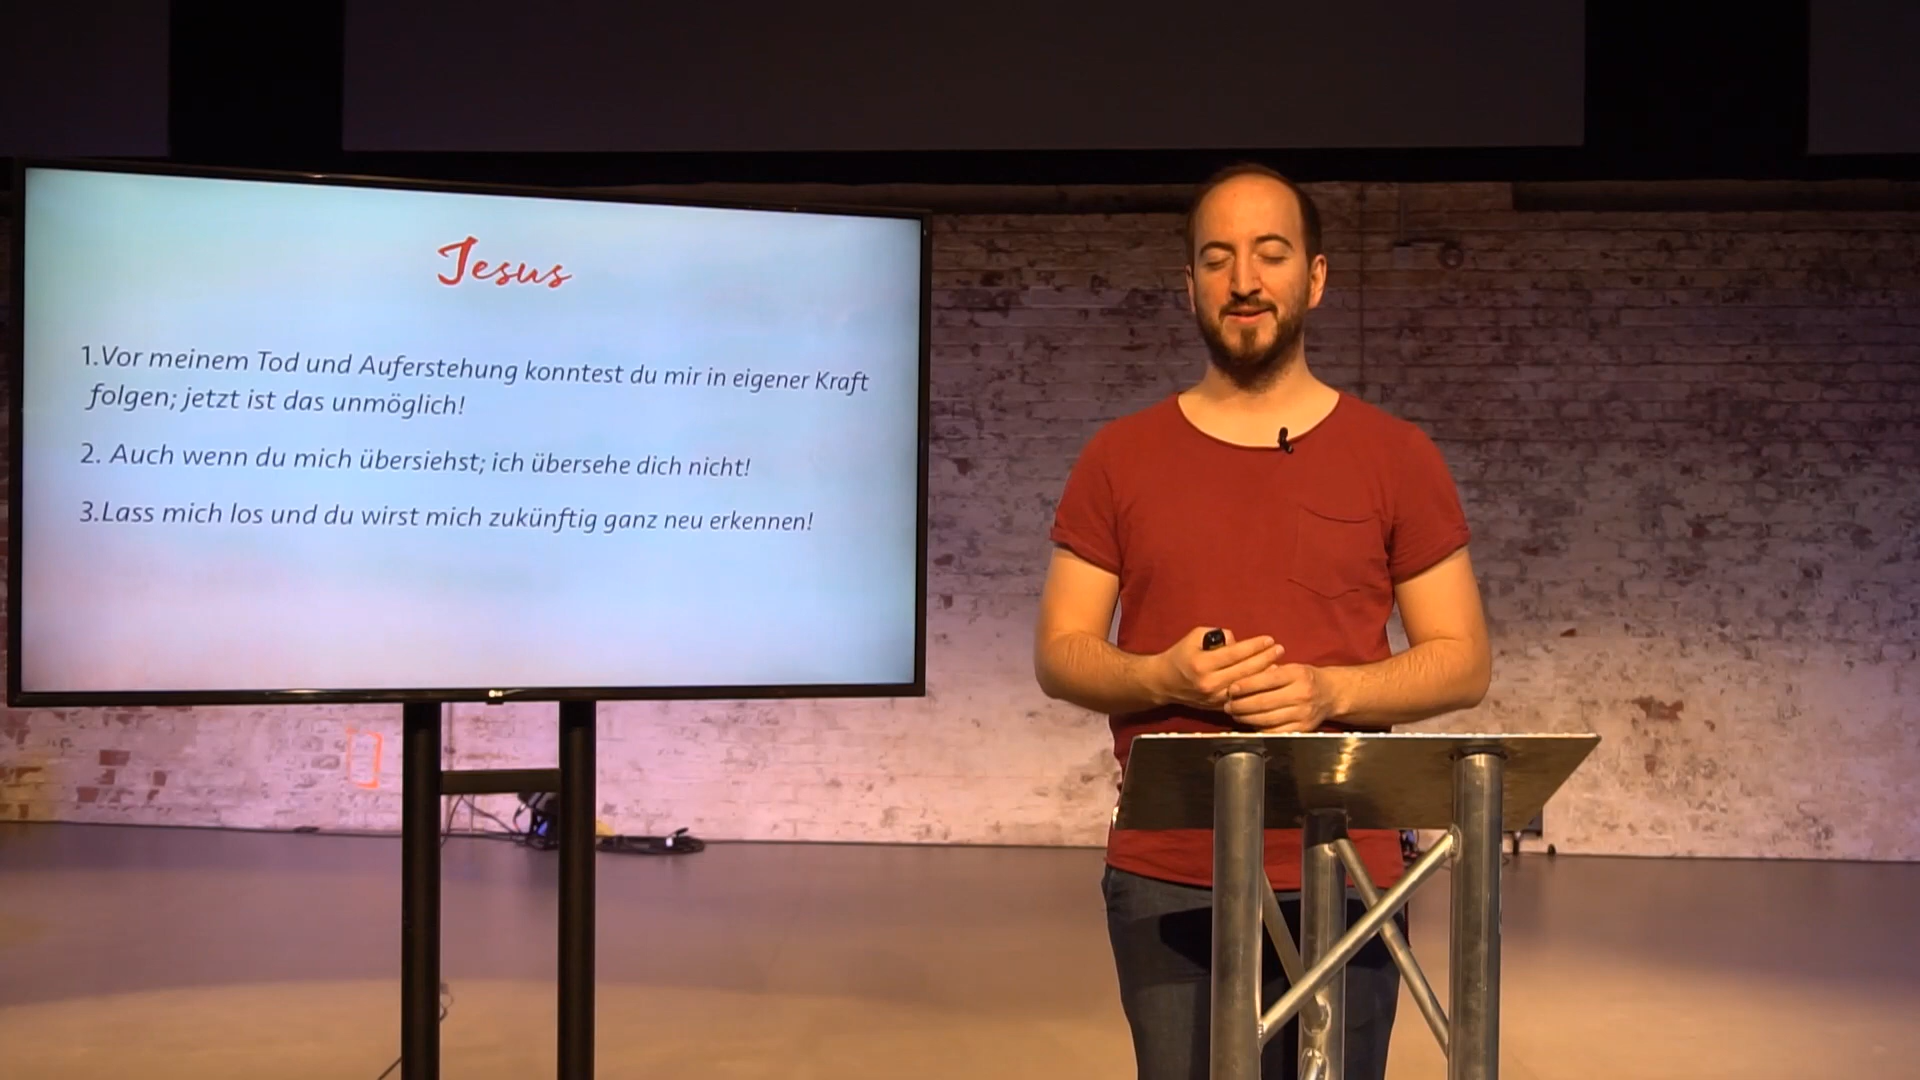 Jesus
1.Vor meinem Tod und Auferstehung konntest du mir in eigener Kraft
folgen; jetzt ist das unmöglich!
2. Auch wenn du mich übersiehst; ich übersehe dich nicht!
3.Lass mich los und du wirst mich zukünftig ganz neu erkennen!
LG